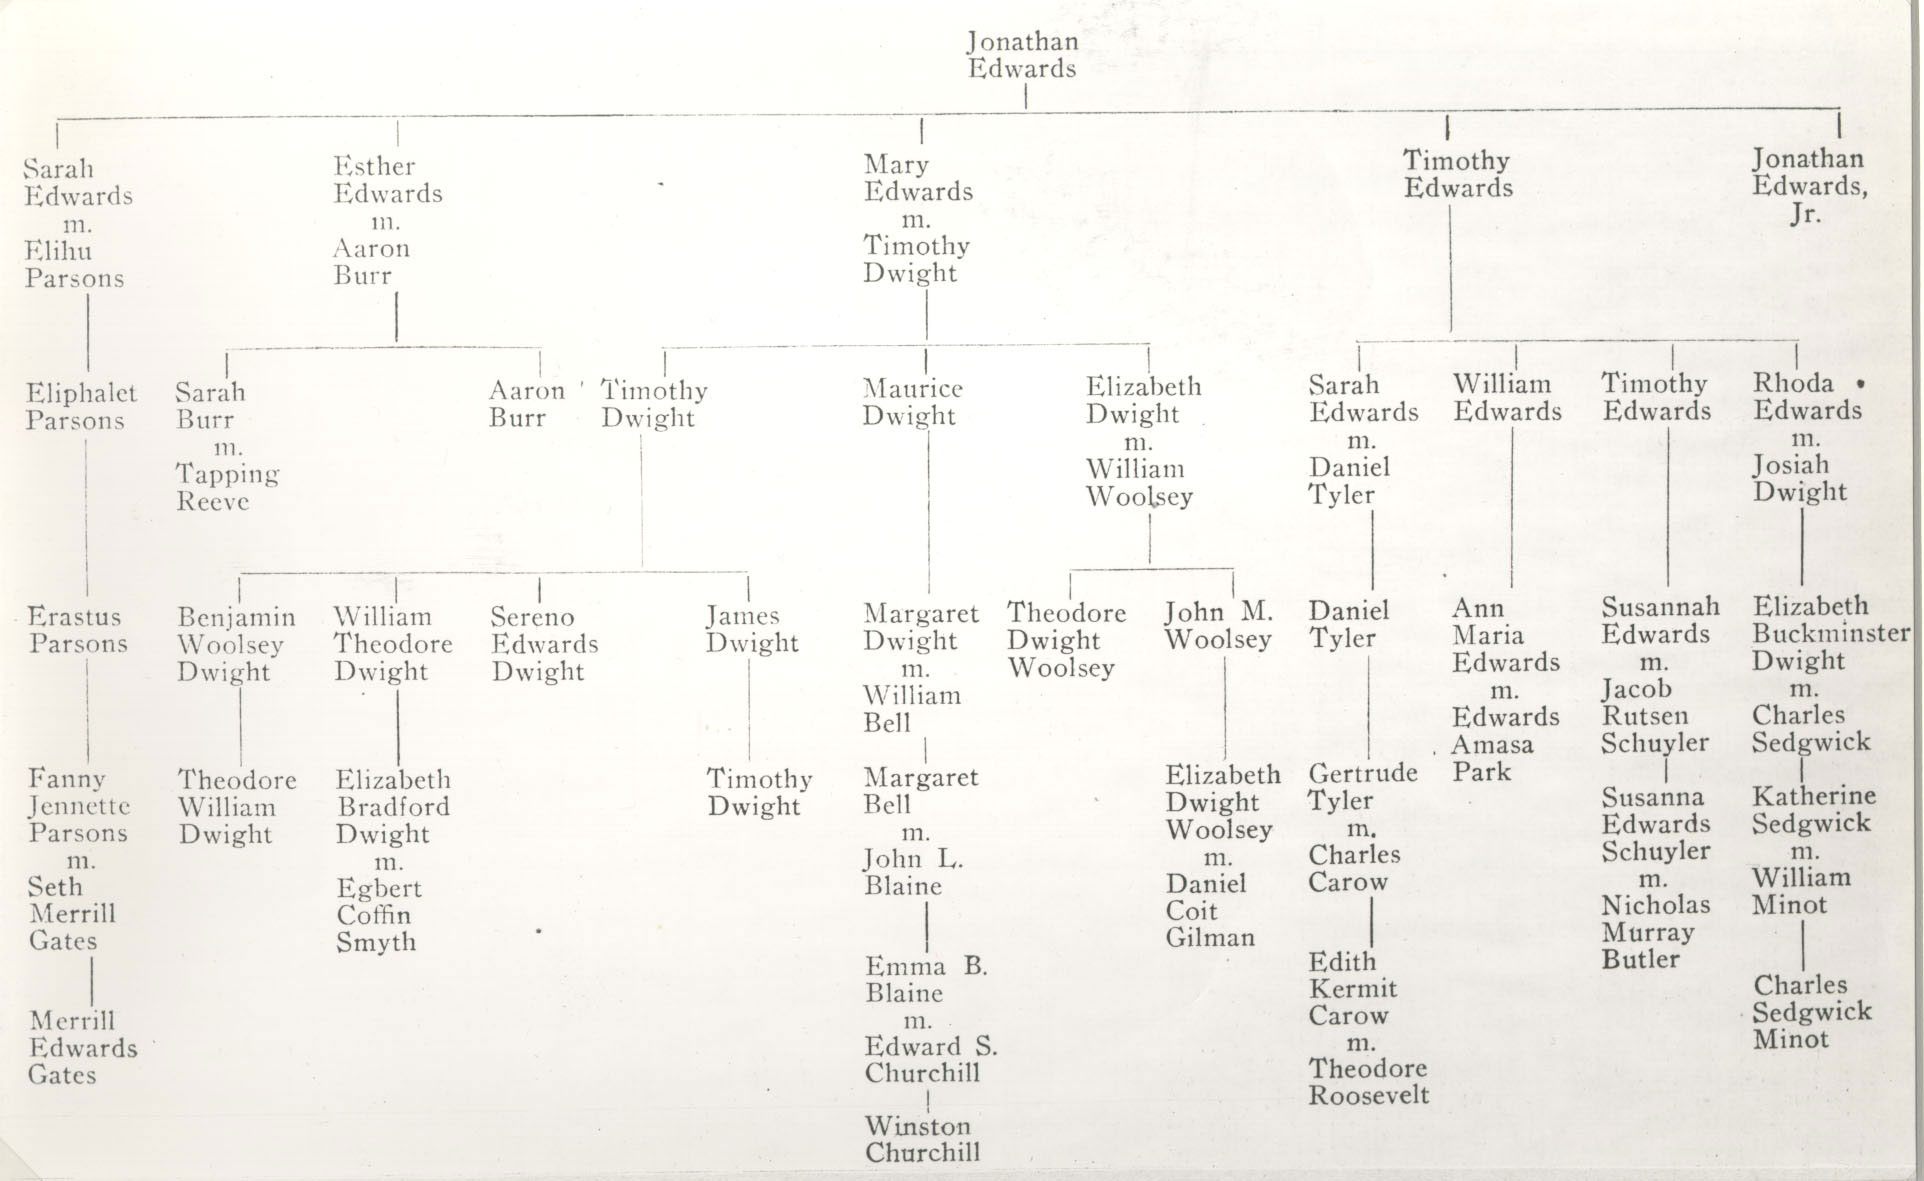 Jonathan
Edwards
Sarah
Edwards
m.
Elihu
Parsons
Esther
Edwards
m.
Aaron
Burr
Mary
Edwards
m.
Timothy
Dwight
Timothy
Edwards
Jonathan
Edwards,
Jr.
Eliphalet
Parsons
Sarah
Burr
m.
Tapping
Reeve
Aaron
Burr
Timothy
Dwight
Maurice
Dwight
Elizabeth
Dwight
m.
William
Woolsey
Sarah
Edwards
m.
Daniel
Tyler
William
Edwards
Timothy
Edwards
Rhoda
Edwards
m.
Josiah
Dwight
Erastus
Parsons
Benjamin
Woolsey
Dwight
William
Theodore
Dwight
Sereno
Edwards
Dwight
James
Dwight
Margaret
Dwight
m.
William
Bell
Theodore
Dwight
Woolsey
John M.
Woolsey
Daniel
Tyler
Ann
Maria
Edwards
m.
Edwards
Amasa
Park
Susannah
Edwards
m.
Jacob
Rutsen
Schuyler
Elizabeth
Buckminster
Dwight
m.
Charles
Sedgwick
Fanny
Jennette
Parsons
m.
Seth
Merrill
Gates
Theodore
William
Dwight
Elizabeth
Bradford
Dwight
m.
Egbert
Coffin
Smyth
Timothy
Dwight
Margaret
Bell
m.
John L.
Blaine
Elizabeth
Dwight
Woolsey
m.
Daniel
Coit
Gilman
Gertrude
Tyler
m.
Charles
Carow
Susanna
Edwards
Schuyler
m.
Nicholas
Murray
Butler
Katherine
Sedgwick
m.
William
Minot
Merrill
Edwards
Gates
Emma B.
Blaine
m.
Edward S.
Churchill
Edith
Kermit
Carow
m.
Theodore
Roosevelt
Charles
Sedgwick
Minot
Winston
Churchill